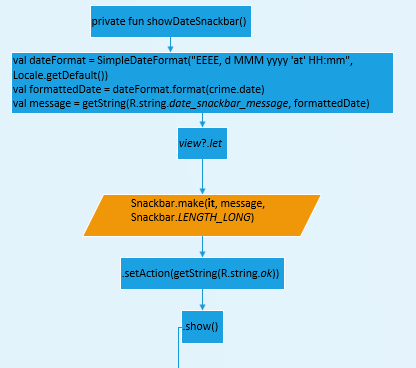 private fun showDateSnackbar()
val dateFormat = SimpleDateFormat("EEEE, d MMM yyyy 'at' HH:mm",
Locale.getDefault())
val formattedDate = dateFormat.format(crime.date)
val message = getString(R.string.date_snackbar_message, formattedDate)
view?.let
Snackbar.make(it, message,
Snackbar.LENGTH_LONG)
.setAction(getString(R.string.ok))
.show()